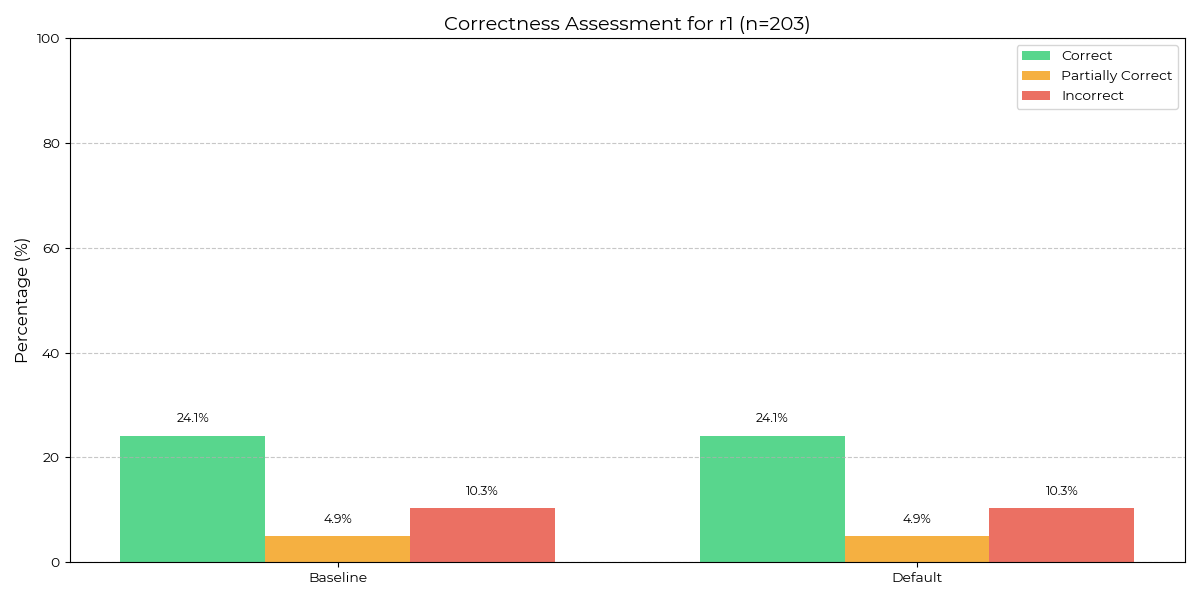 Correctness Assessment for r1 (n=203)
100
80
60
40
20
0
Percentage (%)
Correct
Partially Correct
Incorrect
24.1%
4.9%
10.3%
24.1%
4.9%
10.3%
Baseline
Default